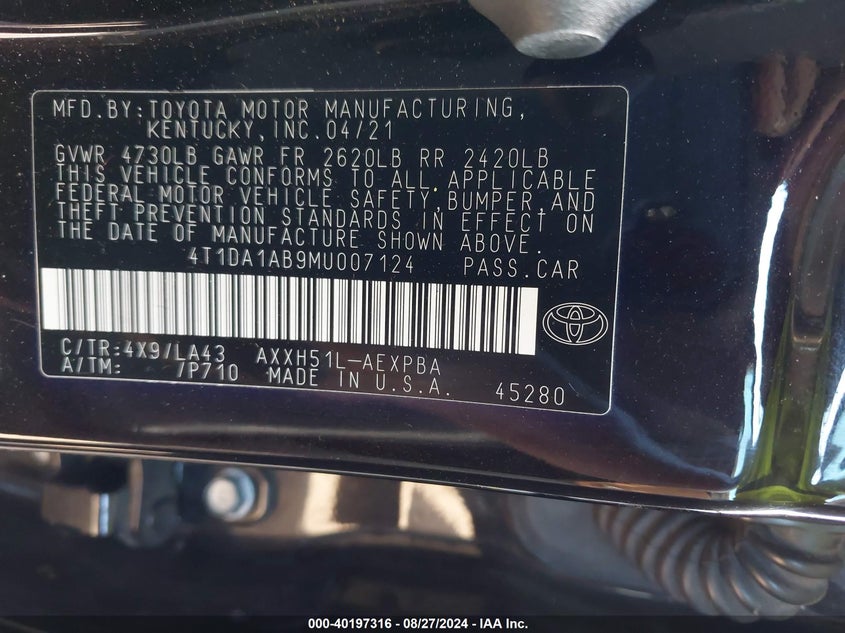 MFD.BY:TOYOTA MOTOR MANUFACTURING,
KENTUCKY,INC.04/21
GVWR 4730LB GAWR FR 2620LB RR 2420LB
THIS VEHICLE CONFORMS TO ALL APPLICABLE
FEDERAL MOTOR VEHICLE SAFETY,BUMPER,AND
THEFT PREVENTION STANDARDS IN EFFECT ON
THE DATE OF MANUFACTURE SHOWN ABOVE.
4T1DA1AB9MU007124 PASS.CAR
C/TR:4X9/LA43 AXXH51L-AEXPBA
A/TM: /P710 MADE IN U.S.A. 45280
000-40197316 - 08/27/2024 - IAA Inc.